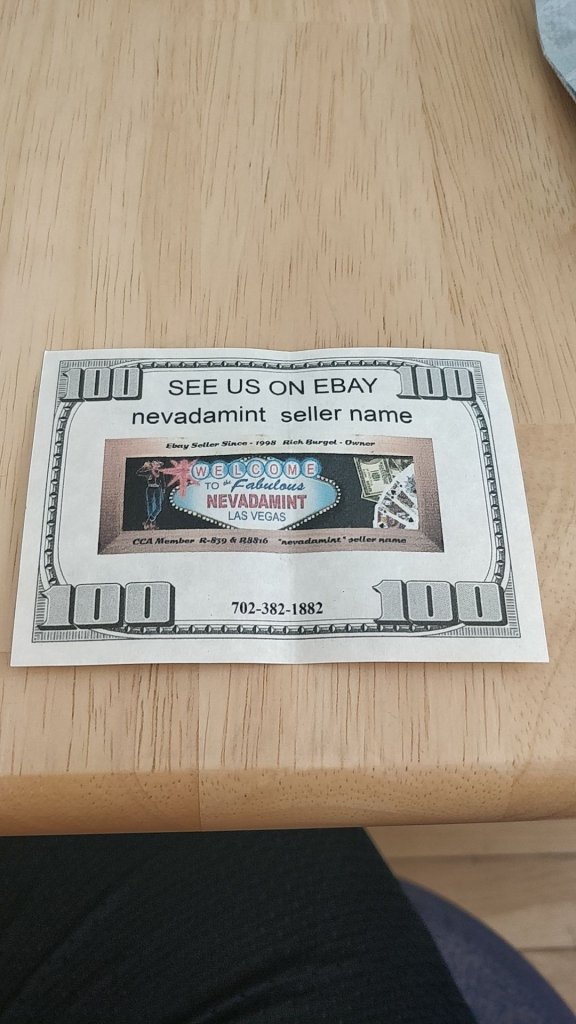 100 SEE US ON EBAY 100
nevadamint seller name
Ebay Seller Since - 1998 Rick Burgel - Owner
WELCOME
TO the Fabulous
NEVADAMINT
LAS VEGAS
CCA Member R-839 & R8816 "nevadamint" seller name
100 702-382-1882 100